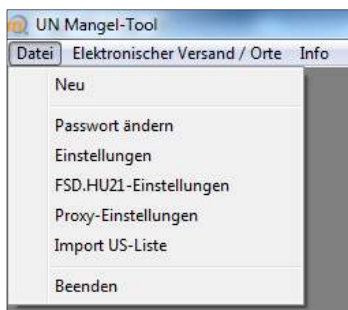 UN Mangel-Tool
Datei Elektronischer Versand / Orte Info
Neu
Passwort ändern
Einstellungen
FSD.HU21-Einstellungen
Proxy-Einstellungen
Import US-Liste
Beenden